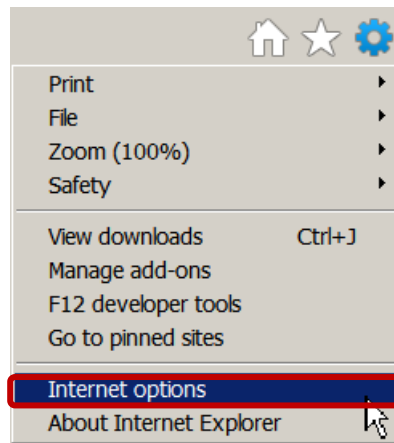 Print
File
Zoom (100%)
Safety
View downloads Ctrl+J
Manage add-ons
F12 developer tools
Go to pinned sites
Internet options
About Internet Explorer